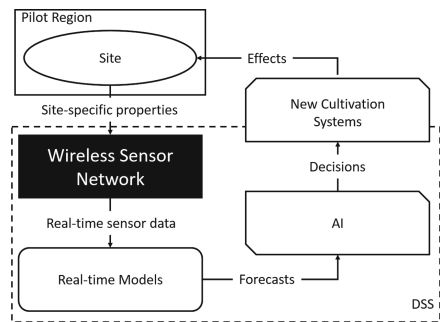 Pilot Region
Site
Effects
Site-specific properties
New Cultivation
Systems
Wireless Sensor
Network
Decisions
Real-time sensor data
AI
Real-time Models
Forecasts
DSS